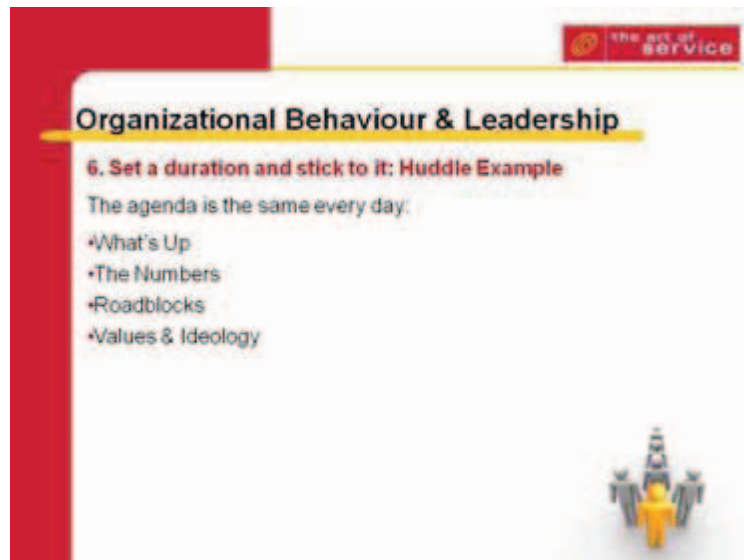 the art of
service
Organizational Behaviour & Leadership
6. Set a duration and stick to it: Huddle Example
The agenda is the same every day:
•What's Up
•The Numbers
•Roadblocks
•Values & Ideology